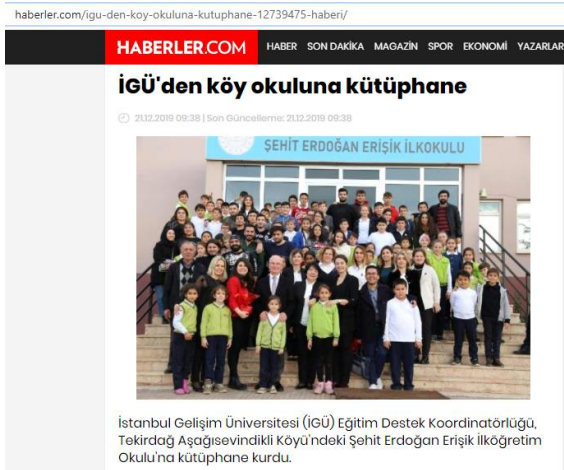 haberler.com/igu-den-koy-okuluna-kutuphane-12739475-haberi/
HABERLER.COM HABER SON DAKİKA MAGAZİN SPOR EKONOMİ YAZARLAR
İGÜ'den köy okuluna kütüphane
21.12.2019 09:38 | Son Güncelleme: 21.12.2019 09:38
ŞEHİT ERDOĞAN ERİŞİK İLKOKULU
İstanbul Gelişim Üniversitesi (İGÜ) Eğitim Destek Koordinatörlüğü,
Tekirdağ Aşağısevindikli Köyü'ndeki Şehit Erdoğan Erişik İlköğretim
Okulu'na kütüphane kurdu.